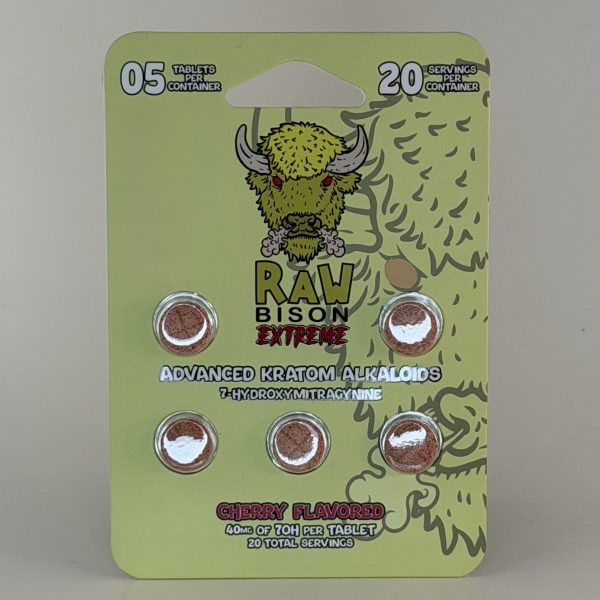 05 TABLETS PER CONTAINER
20 SERVINGS PER CONTAINER
RAW
BISON
EXTREME
ADVANCED KRATOM ALKALOIDS
7-HYDROXYMITRAGYNINE
CHERRY FLAVORED
40MG OF 7OH PER TABLET
20 TOTAL SERVINGS